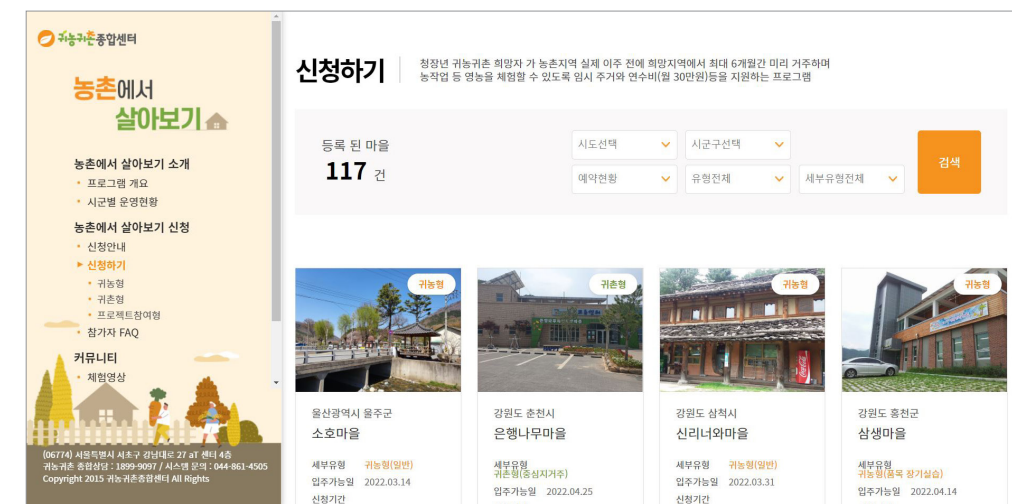 귀농귀촌종합센터
농촌에서
살아보기
농촌에서 살아보기 소개
프로그램 개요
시군별 운영현황
농촌에서 살아보기 신청
신청안내
신청하기
귀농형
귀촌형
프로젝트참여형
참가자 FAQ
커뮤니티
체험영상
(06774) 서울특별시 서초구 강남대로 27 aT 센터 4층
귀농귀촌 종합상담 : 1899-9097 / 시스템 문의 : 044-861-4505
Copyright 2015 귀농귀촌종합센터 All Rights
신청하기
청장년 귀농귀촌 희망자 가 농촌지역 실제 이주 전에 희망지역에서 최대 6개월간 미리 거주하며
농작업 등 영농을 체험할 수 있도록 임시 주거와 연수비(월 30만원)등을 지원하는 프로그램
등록 된 마을
117 건
시도선택
시군구선택
예약현황
유형전체
세부유형전체
검색
귀농형
울산광역시 울주군
소호마을
세부유형 귀농형(일반)
입주가능일 2022.03.14
신청기간
귀촌형
강원도 춘천시
은행나무마을
세부유형
귀촌형(중심지거주)
입주가능일 2022.04.25
귀농형
Coca-Cola
강원도 삼척시
신리너와마을
세부유형 귀농형(일반)
입주가능일 2022.03.31
신청기간
귀농형
강원도 홍천군
삼생마을
세부유형
귀농형(품목 장기실습)
입주가능일 2022.04.14